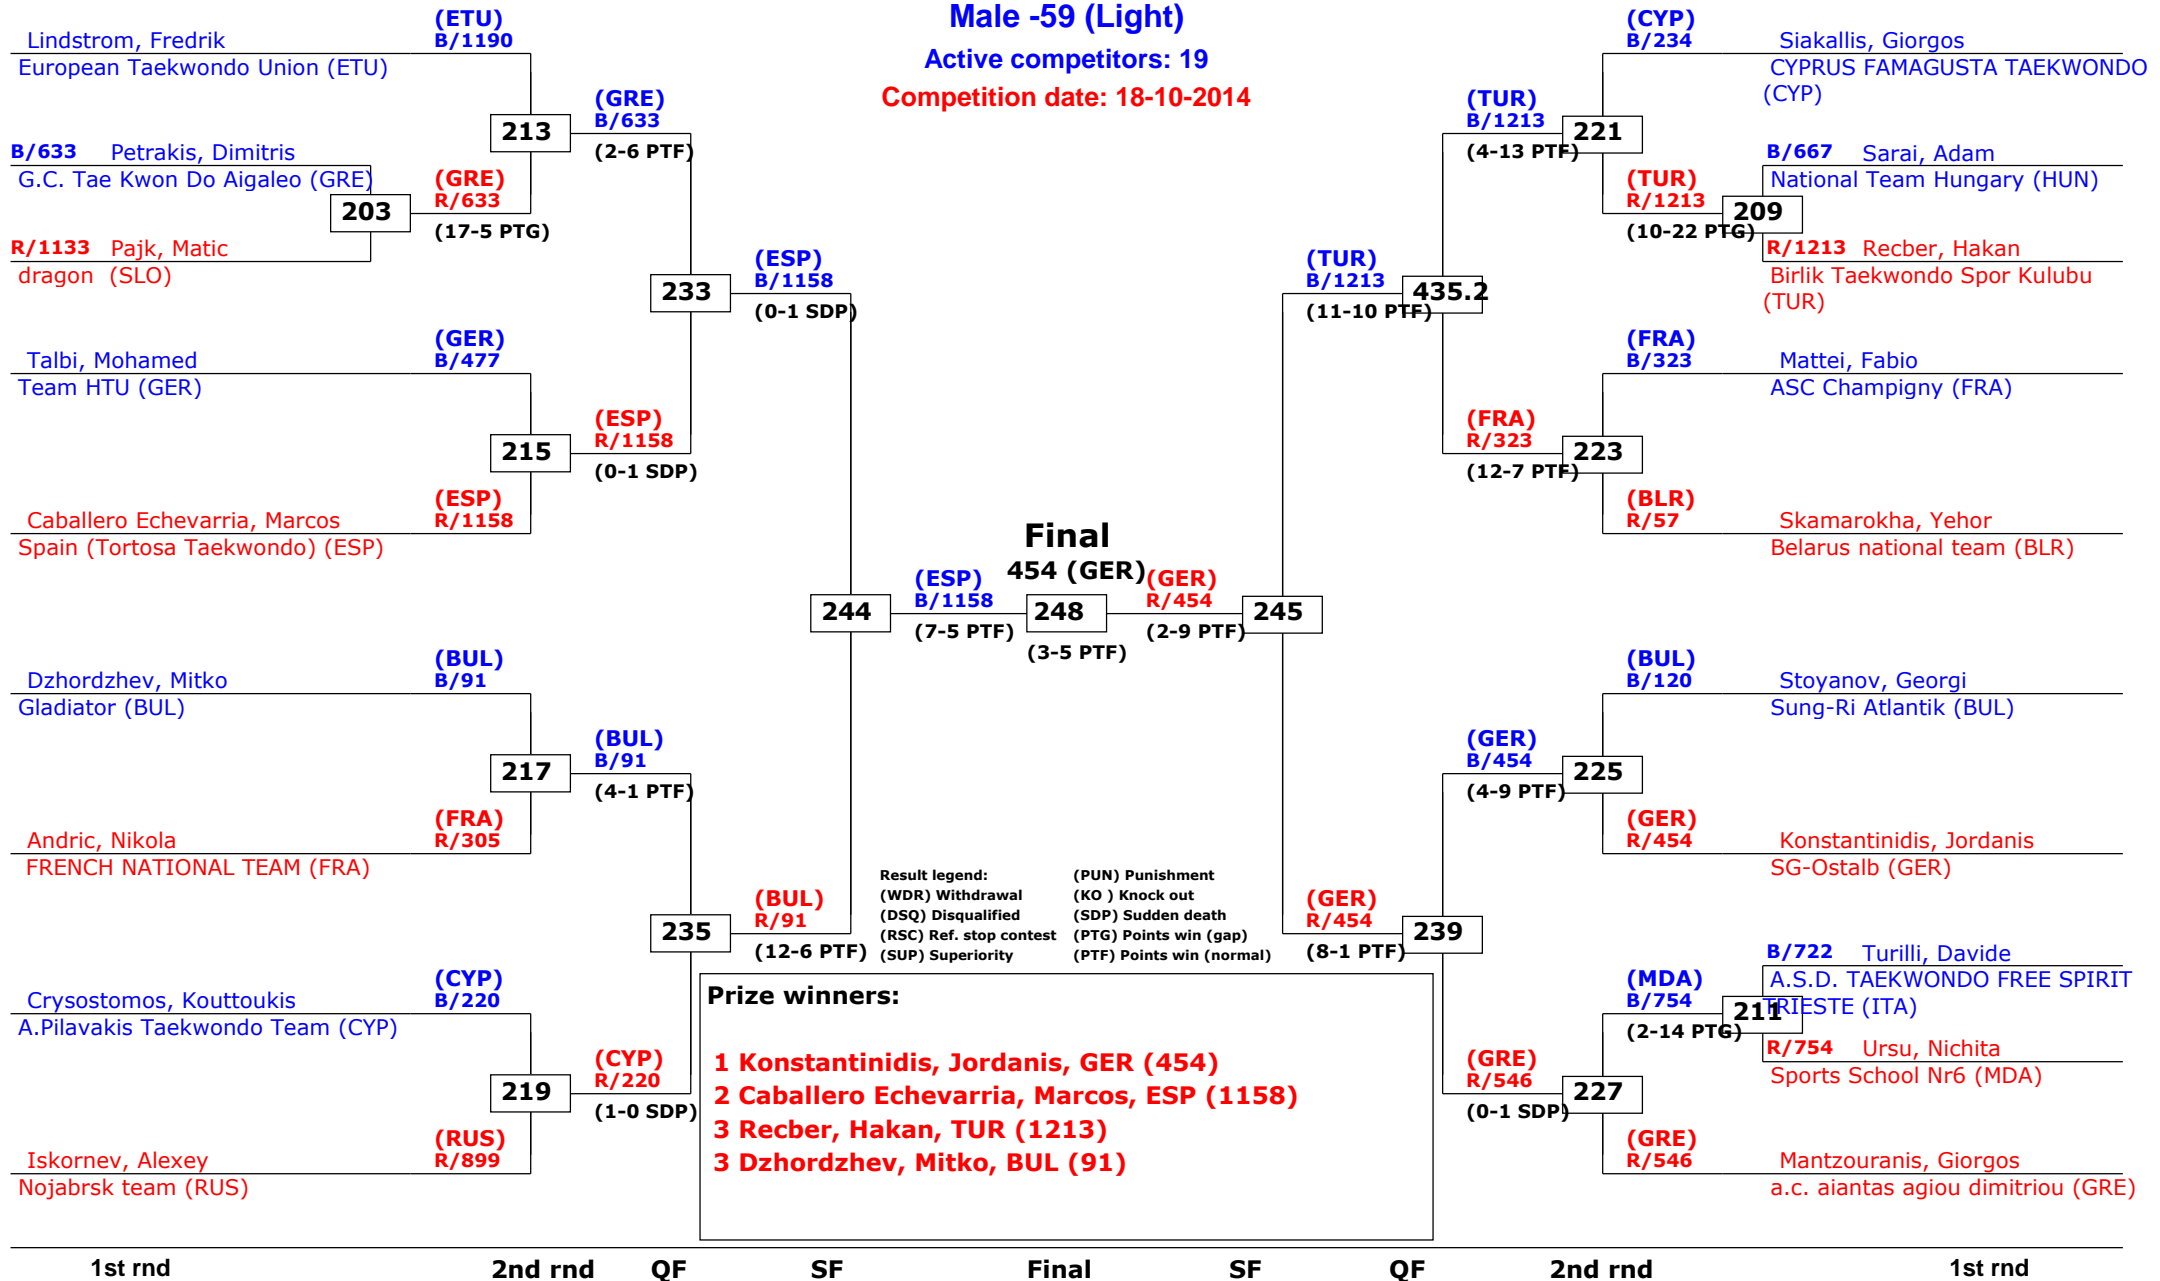 Male -59 (Light)
Active competitors: 19
Competition date: 18-10-2014
(ETU)
Lindstrom, Fredrik B/1190
European Taekwondo Union (ETU)
213
(GRE)
B/633
(2-6 PTF)
B/633 Petrakis, Dimitris
G.C. Tae Kwon Do Aigaleo (GRE)
203
(GRE)
R/633
(17-5 PTG)
R/1133 Pajk, Matic
dragon (SLO)
233
(ESP)
B/1158
(0-1 SDP)
(GER)
Talbi, Mohamed B/477
Team HTU (GER)
215
(ESP)
R/1158
(0-1 SDP)
(ESP)
Caballero Echevarria, Marcos R/1158
Spain (Tortosa Taekwondo) (ESP)
244
(ESP)
B/1158
(7-5 PTF)
(BUL)
Dzhordzhev, Mitko B/91
Gladiator (BUL)
217
(BUL)
B/91
(4-1 PTF)
(FRA)
Andric, Nikola R/305
FRENCH NATIONAL TEAM (FRA)
235
(BUL)
R/91
(12-6 PTF)
(CYP)
Crysostomos, Kouttoukis B/220
A.Pilavakis Taekwondo Team (CYP)
219
(CYP)
R/220
(1-0 SDP)
(RUS)
Iskornev, Alexey R/899
Nojabrsk team (RUS)
Final
454 (GER)
248
(3-5 PTF)
(GER)
R/454
(2-9 PTF)
245
(CYP)
B/234 Siakallis, Giorgos
CYPRUS FAMAGUSTA TAEKWONDO
(CYP)
(TUR)
B/1213
(4-13 PTF)
221
B/667 Sarai, Adam
National Team Hungary (HUN)
(TUR)
R/1213
(10-22 PTG)
209
R/1213 Recber, Hakan
Birlik Taekwondo Spor Kulubu
(TUR)
(TUR)
B/1213
(11-10 PTF)
435.2
(FRA)
B/323 Mattei, Fabio
ASC Champigny (FRA)
(FRA)
R/323
(12-7 PTF)
223
(BLR)
R/57 Skamarokha, Yehor
Belarus national team (BLR)
(BUL)
B/120 Stoyanov, Georgi
Sung-Ri Atlantik (BUL)
(GER)
B/454
(4-9 PTF)
225
(GER)
R/454 Konstantinidis, Jordanis
SG-Ostalb (GER)
(GER)
R/454
(8-1 PTF)
239
B/722 Turilli, Davide
A.S.D. TAEKWONDO FREE SPIRIT
TRIESTE (ITA)
(MDA)
B/754
(2-14 PTG)
211
R/754 Ursu, Nichita
Sports School Nr6 (MDA)
(GRE)
R/546
(0-1 SDP)
227
(GRE)
R/546 Mantzouranis, Giorgos
a.c. aiantas agiou dimitriou (GRE)
Result legend: (PUN) Punishment
(WDR) Withdrawal (KO ) Knock out
(DSQ) Disqualified (SDP) Sudden death
(RSC) Ref. stop contest (PTG) Points win (gap)
(SUP) Superiority (PTF) Points win (normal)
Prize winners:
1 Konstantinidis, Jordanis, GER (454)
2 Caballero Echevarria, Marcos, ESP (1158)
3 Recber, Hakan, TUR (1213)
3 Dzhordzhev, Mitko, BUL (91)
1st rnd 2nd rnd QF SF Final SF QF 2nd rnd 1st rnd